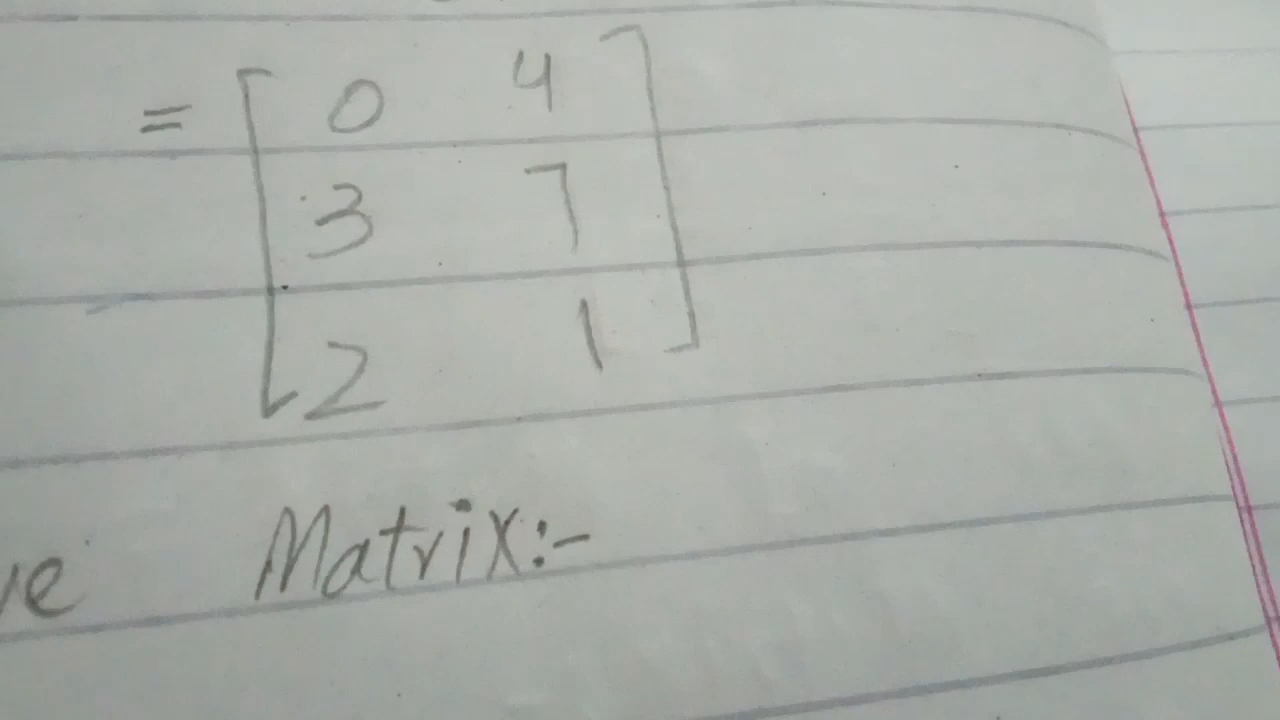 = [ 0 4 ]
3 7
2 1
Matrix:-